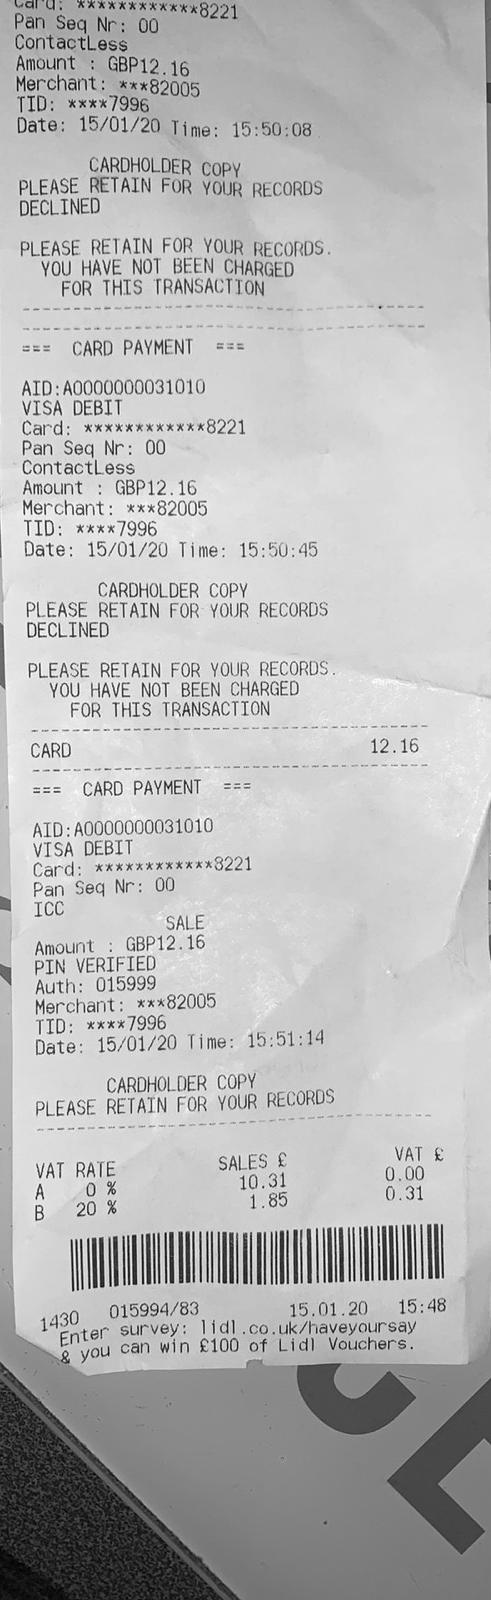 Card: ************8221
Pan Seq Nr: 00
ContactLess
Amount : GBP12.16
Merchant: ***82005
TID: ****7996
Date: 15/01/20 Time: 15:50:08
CARDHOLDER COPY
PLEASE RETAIN FOR YOUR RECORDS
DECLINED
PLEASE RETAIN FOR YOUR RECORDS.
YOU HAVE NOT BEEN CHARGED
FOR THIS TRANSACTION
=== CARD PAYMENT ===
AID:A0000000031010
VISA DEBIT
Card: ************8221
Pan Seq Nr: 00
ContactLess
Amount : GBP12.16
Merchant: ***82005
TID: ****7996
Date: 15/01/20 Time: 15:50:45
CARDHOLDER COPY
PLEASE RETAIN FOR YOUR RECORDS
DECLINED
PLEASE RETAIN FOR YOUR RECORDS.
YOU HAVE NOT BEEN CHARGED
FOR THIS TRANSACTION
CARD 12.16
=== CARD PAYMENT ===
AID:A0000000031010
VISA DEBIT
Card: ************8221
Pan Seq Nr: 00
ICC
SALE
Amount : GBP12.16
PIN VERIFIED
Auth: 015999
Merchant: ***82005
TID: ****7996
Date: 15/01/20 Time: 15:51:14
CARDHOLDER COPY
PLEASE RETAIN FOR YOUR RECORDS
VAT RATE SALES £ VAT £
A 0 % 10.31 0.00
B 20 % 1.85 0.31
1430 015994/83 15.01.20 15:48
Enter survey: lidl.co.uk/haveyoursay
& you can win £100 of Lidl Vouchers.